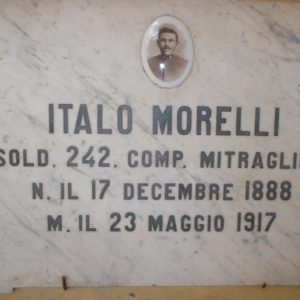 ITALO MORELLI
SOLD. 242. COMP. MITRAGLI
N. IL 17 DECEMBRE 1888
M. IL 23 MAGGIO 1917